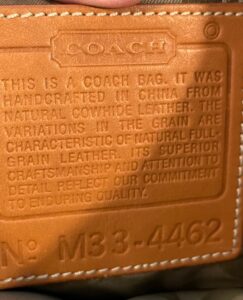 COACH
THIS IS A COACH BAG. IT WAS
HANDCRAFTED IN CHINA FROM
NATURAL COWHIDE LEATHER. THE
VARIATIONS IN THE GRAIN ARE
CHARACTERISTIC OF NATURAL FULL-
GRAIN LEATHER. ITS SUPERIOR
CRAFTSMANSHIP AND ATTENTION TO
DETAIL REFLECT OUR COMMITMENT
TO ENDURING QUALITY.
Nº M33-4462